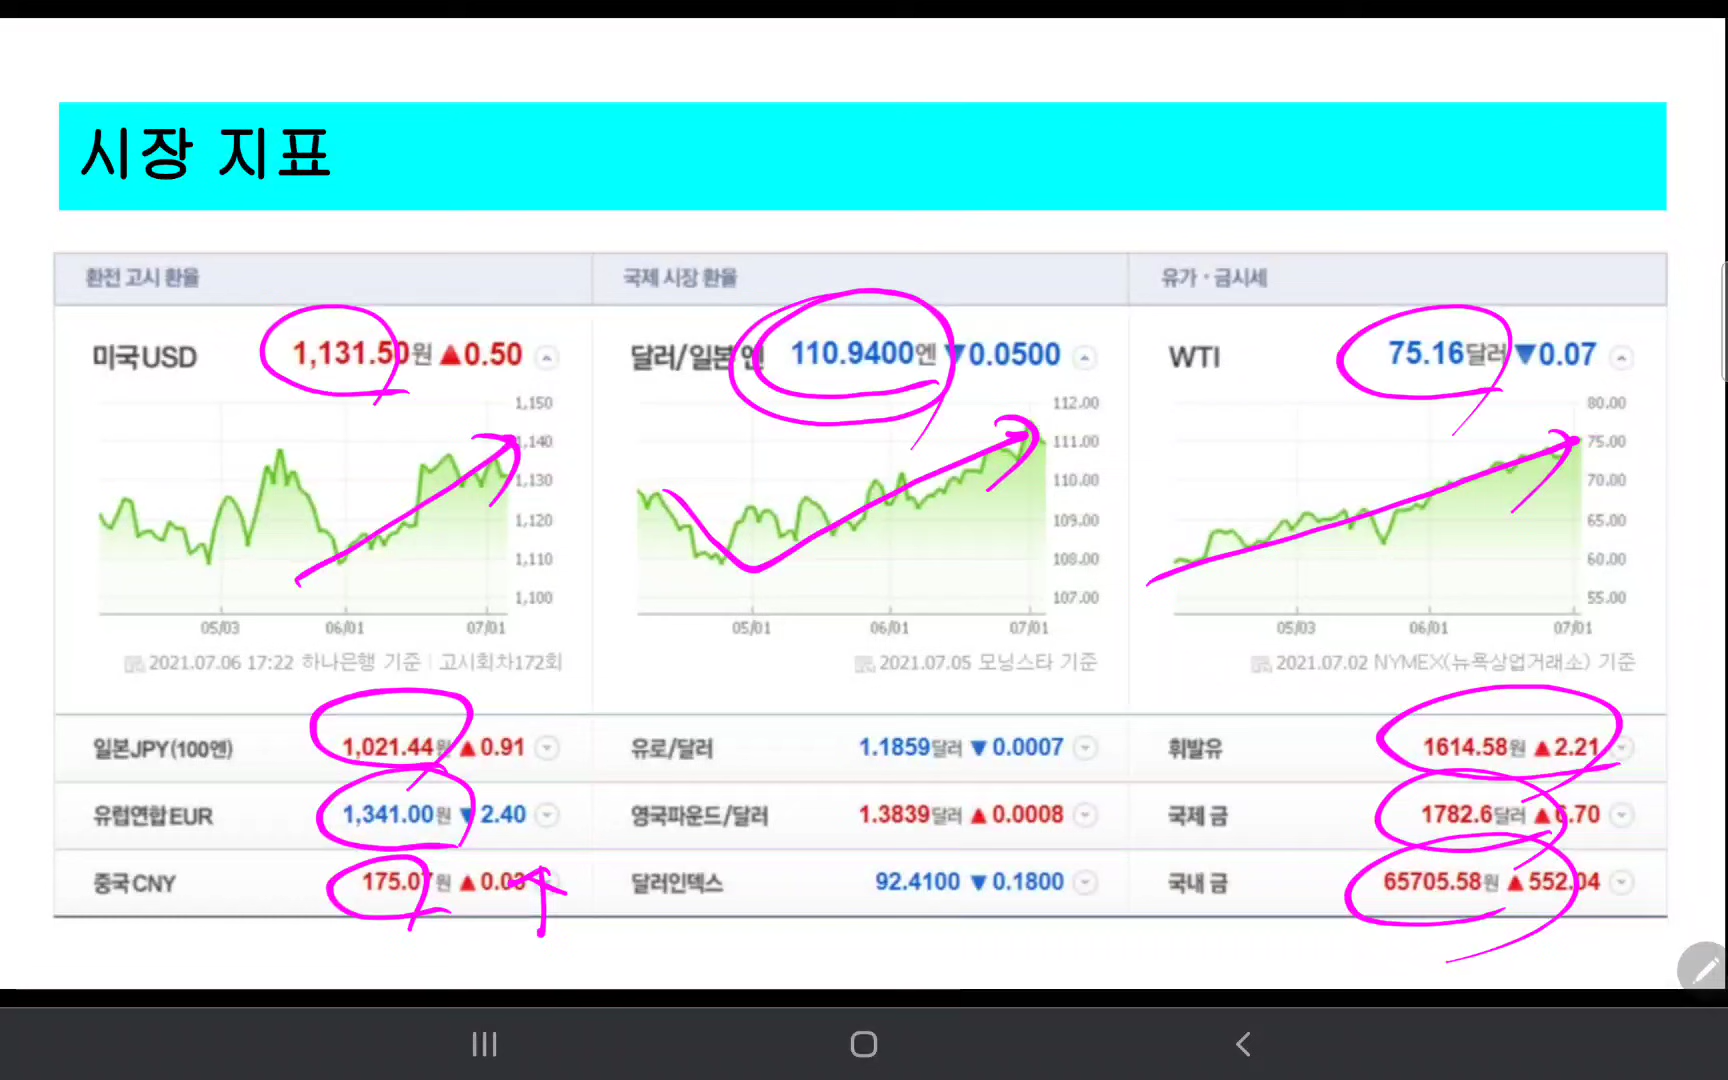 시장 지표
환전 고시 환율
국제 시장 환율
유가·금시세
미국 USD 1,131.50원 ▲0.50
달러/일본 엔 110.9400엔 ▼0.0500
WTI 75.16달러 ▼0.07
1,150
1,140
1,130
1,120
1,110
1,100
05/03 06/01 07/01
112.00
111.00
110.00
109.00
108.00
107.00
05/01 06/01 07/01
80.00
75.00
70.00
65.00
60.00
55.00
05/03 06/01 07/01
2021.07.06 17:22 하나은행 기준 | 고시회차172회
2021.07.05 모닝스타 기준
2021.07.02 NYMEX(뉴욕상업거래소) 기준
일본JPY(100엔) 1,021.44원 ▲0.91
유럽연합EUR 1,341.00원 ▼2.40
중국CNY 175.07원 ▲
유로/달러 1.1859달러 ▼0.0007
영국파운드/달러 1.3839달러 ▲0.0008
달러인덱스 92.4100 ▼0.1800
휘발유 1614.58원 ▲2.21
국제 금 1782.6달러 ▲6.70
국내 금 65705.58원 ▲552.04